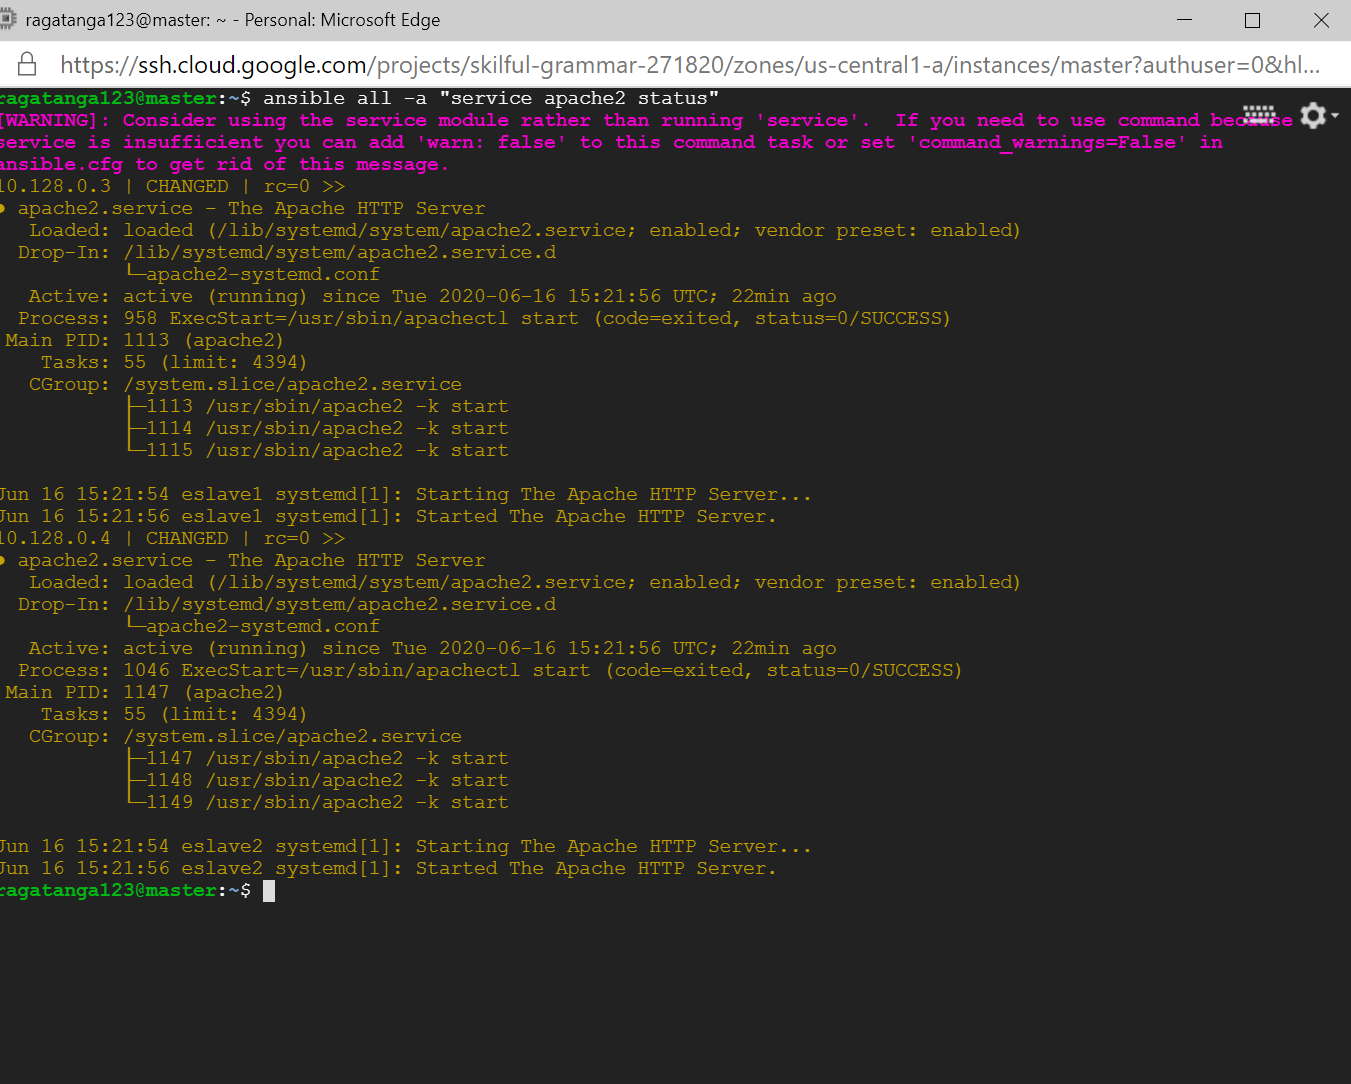 ragatanga123@master: ~ - Personal: Microsoft Edge
https://ssh.cloud.google.com/projects/skilful-grammar-271820/zones/us-central1-a/instances/master?authuser=0&hl...
ragatanga123@master:~$ ansible all -a "service apache2 status"
[WARNING]: Consider using the service module rather than running 'service'.  If you need to use command because
service is insufficient you can add 'warn: false' to this command task or set 'command_warnings=False' in
ansible.cfg to get rid of this message.
10.128.0.3 | CHANGED | rc=0 >>
● apache2.service - The Apache HTTP Server
Loaded: loaded (/lib/systemd/system/apache2.service; enabled; vendor preset: enabled)
Drop-In: /lib/systemd/system/apache2.service.d
└─apache2-systemd.conf
Active: active (running) since Tue 2020-06-16 15:21:56 UTC; 22min ago
Process: 958 ExecStart=/usr/sbin/apachectl start (code=exited, status=0/SUCCESS)
Main PID: 1113 (apache2)
Tasks: 55 (limit: 4394)
CGroup: /system.slice/apache2.service
├─1113 /usr/sbin/apache2 -k start
├─1114 /usr/sbin/apache2 -k start
└─1115 /usr/sbin/apache2 -k start
Jun 16 15:21:54 eslave1 systemd[1]: Starting The Apache HTTP Server...
Jun 16 15:21:56 eslave1 systemd[1]: Started The Apache HTTP Server.
10.128.0.4 | CHANGED | rc=0 >>
● apache2.service - The Apache HTTP Server
Loaded: loaded (/lib/systemd/system/apache2.service; enabled; vendor preset: enabled)
Drop-In: /lib/systemd/system/apache2.service.d
└─apache2-systemd.conf
Active: active (running) since Tue 2020-06-16 15:21:56 UTC; 22min ago
Process: 1046 ExecStart=/usr/sbin/apachectl start (code=exited, status=0/SUCCESS)
Main PID: 1147 (apache2)
Tasks: 55 (limit: 4394)
CGroup: /system.slice/apache2.service
├─1147 /usr/sbin/apache2 -k start
├─1148 /usr/sbin/apache2 -k start
└─1149 /usr/sbin/apache2 -k start
Jun 16 15:21:54 eslave2 systemd[1]: Starting The Apache HTTP Server...
Jun 16 15:21:56 eslave2 systemd[1]: Started The Apache HTTP Server.
ragatanga123@master:~$